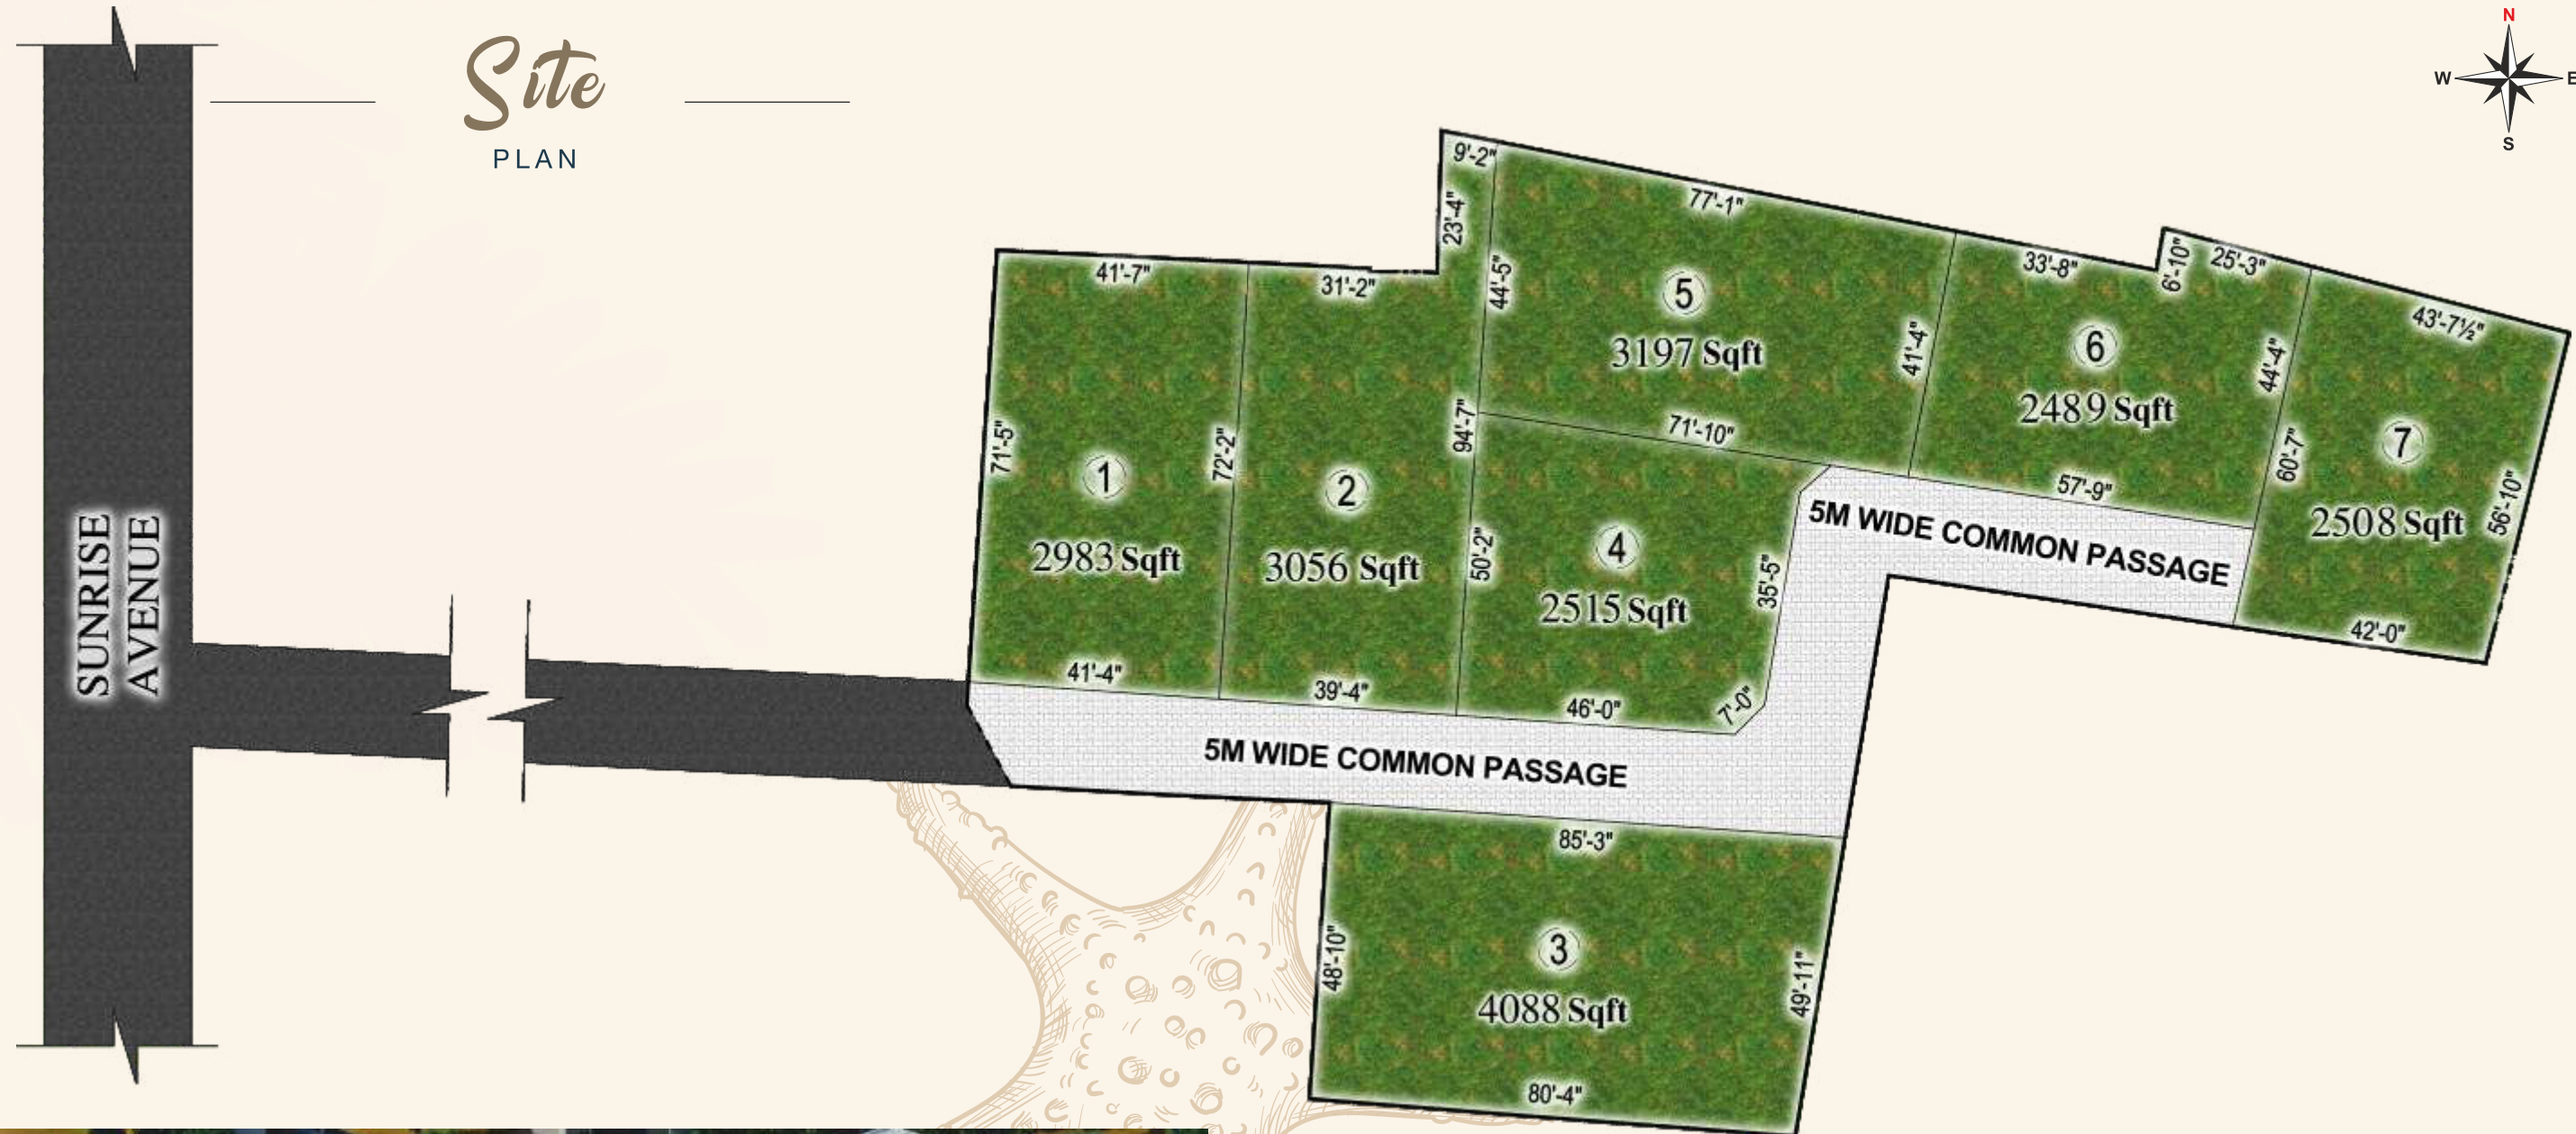 Site
PLAN
N
W
E
S
SUNRISE
AVENUE
41'-7"
71'-5"
72'-2"
1
2983 Sqft
41'-4"
31'-2"
9'-2"
23'-4"
94'-7"
2
3056 Sqft
39'-4"
77'-1"
44'-5"
5
3197 Sqft
41'-4"
71'-10"
50'-2"
4
2515 Sqft
35'-5"
46'-0"
7'-0"
33'-8"
6'-10"
25'-3"
6
2489 Sqft
44'-4"
57'-9"
43'-7½"
60'-7"
7
2508 Sqft
56'-10"
42'-0"
5M WIDE COMMON PASSAGE
5M WIDE COMMON PASSAGE
85'-3"
48'-10"
3
4088 Sqft
49'-11"
80'-4"